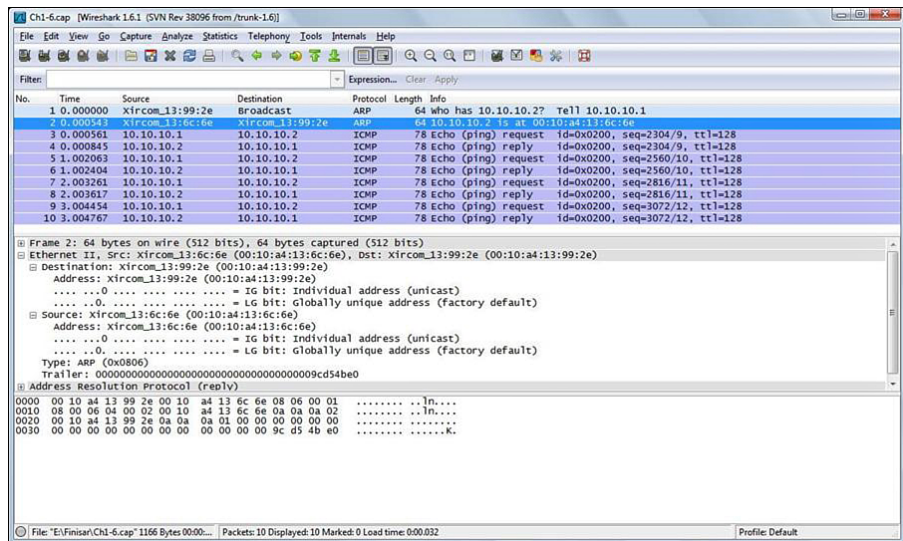 Ch1-6.cap [Wireshark 1.6.1 (SVN Rev 38096 from /trunk-1.6)]
File Edit View Go Capture Analyze Statistics Telephony Tools Internals Help
Filter: Expression... Clear Apply
No. Time Source Destination Protocol Length Info
1 0.000000 Xircom_13:99:2e Broadcast ARP 64 Who has 10.10.10.2? Tell 10.10.10.1
2 0.000543 Xircom_13:6c:6e Xircom_13:99:2e ARP 64 10.10.10.2 is at 00:10:a4:13:6c:6e
3 0.000561 10.10.10.1 10.10.10.2 ICMP 78 Echo (ping) request id=0x0200, seq=2304/9, ttl=128
4 0.000845 10.10.10.2 10.10.10.1 ICMP 78 Echo (ping) reply id=0x0200, seq=2304/9, ttl=128
5 1.002063 10.10.10.1 10.10.10.2 ICMP 78 Echo (ping) request id=0x0200, seq=2560/10, ttl=128
6 1.002404 10.10.10.2 10.10.10.1 ICMP 78 Echo (ping) reply id=0x0200, seq=2560/10, ttl=128
7 2.003261 10.10.10.1 10.10.10.2 ICMP 78 Echo (ping) request id=0x0200, seq=2816/11, ttl=128
8 2.003617 10.10.10.2 10.10.10.1 ICMP 78 Echo (ping) reply id=0x0200, seq=2816/11, ttl=128
9 3.004454 10.10.10.1 10.10.10.2 ICMP 78 Echo (ping) request id=0x0200, seq=3072/12, ttl=128
10 3.004767 10.10.10.2 10.10.10.1 ICMP 78 Echo (ping) reply id=0x0200, seq=3072/12, ttl=128
Frame 2: 64 bytes on wire (512 bits), 64 bytes captured (512 bits)
Ethernet II, Src: Xircom_13:6c:6e (00:10:a4:13:6c:6e), Dst: Xircom_13:99:2e (00:10:a4:13:99:2e)
Destination: Xircom_13:99:2e (00:10:a4:13:99:2e)
Address: Xircom_13:99:2e (00:10:a4:13:99:2e)
.... ...0 .... .... .... .... = IG bit: Individual address (unicast)
.... ..0. .... .... .... .... = LG bit: Globally unique address (factory default)
Source: Xircom_13:6c:6e (00:10:a4:13:6c:6e)
Address: Xircom_13:6c:6e (00:10:a4:13:6c:6e)
.... ...0 .... .... .... .... = IG bit: Individual address (unicast)
.... ..0. .... .... .... .... = LG bit: Globally unique address (factory default)
Type: ARP (0x0806)
Trailer: 000000000000000000000000000000000000009cd54be0
Address Resolution Protocol (reply)
0000 00 10 a4 13 99 2e 00 10 a4 13 6c 6e 08 06 00 01 ........ ..ln....
0010 08 00 06 04 00 02 00 10 a4 13 6c 6e 0a 0a 0a 02 ........ ..ln....
0020 00 10 a4 13 99 2e 0a 0a 0a 01 00 00 00 00 00 00 ........ ........
0030 00 00 00 00 00 00 00 00 00 00 00 00 9c d5 4b e0 ........ ......K.
File: "E:\Finisar\Ch1-6.cap" 1166 Bytes 00:00:... Packets: 10 Displayed: 10 Marked: 0 Load time: 0:00.032 Profile: Default